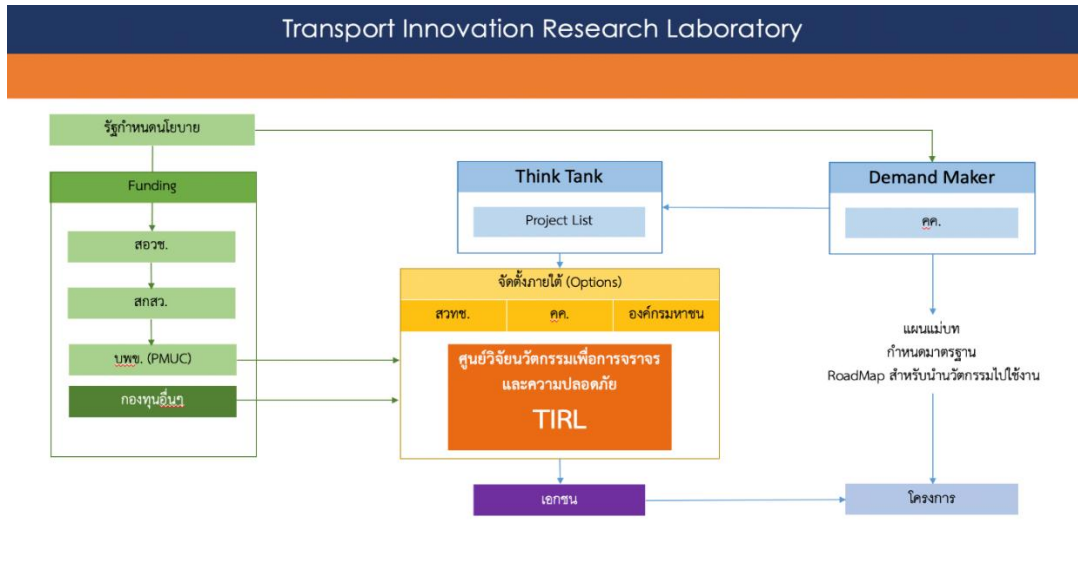 Transport Innovation Research Laboratory
รัฐกำหนดนโยบาย
Funding
สอวช.
สกสว.
บพข. (PMUC)
กองทุนอื่นๆ
Think Tank
Project List
จัดตั้งภายใต้ (Options)
สวทช.
คค.
องค์กรมหาชน
ศูนย์วิจัยนวัตกรรมเพื่อการจราจร
และความปลอดภัย
TIRL
เอกชน
Demand Maker
คค.
แผนแม่บท
กำหนดมาตรฐาน
RoadMap สำหรับนำนวัตกรรมไปใช้งาน
โครงการ